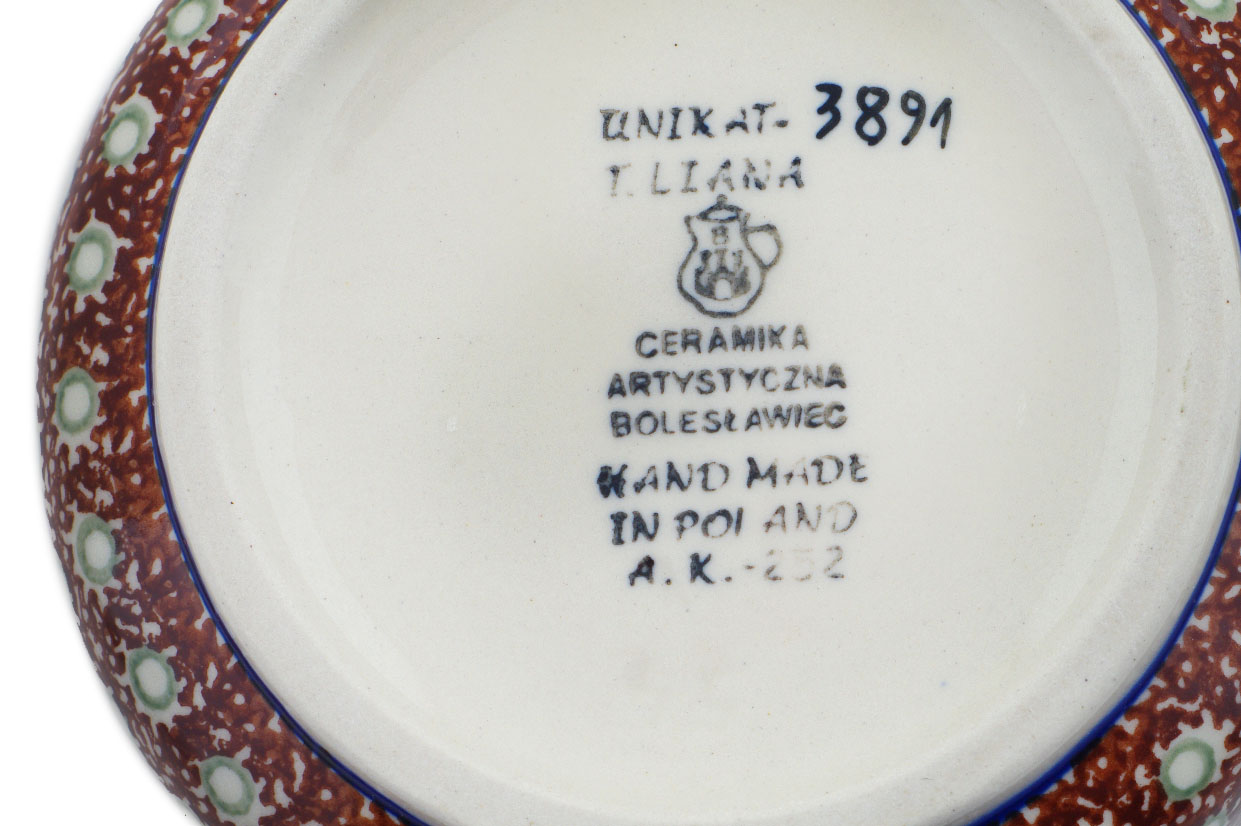 UNIKAT- 3891
T. LIANA
CERAMIKA
ARTYSTYCZNA
BOLESŁAWIEC
HAND MADE
IN POLAND
A. K. -252